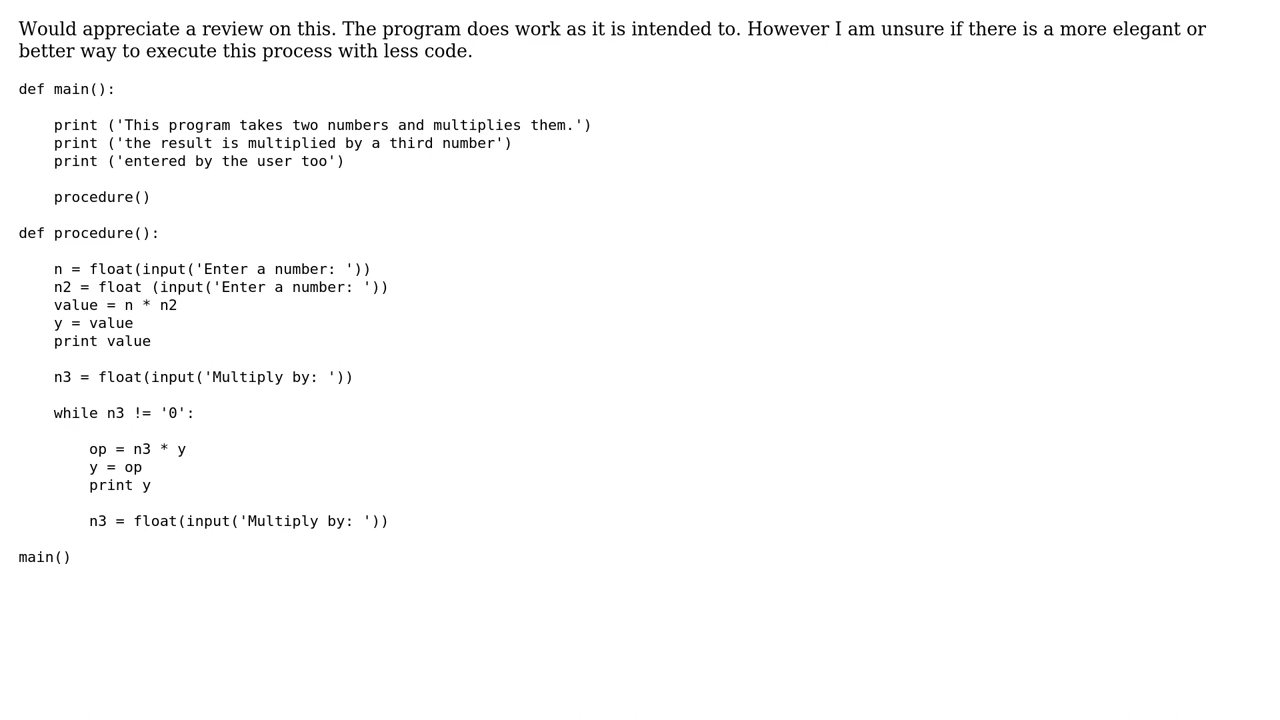 Would appreciate a review on this. The program does work as it is intended to. However I am unsure if there is a more elegant or
better way to execute this process with less code.
def main():
    print ('This program takes two numbers and multiplies them.')
    print ('the result is multiplied by a third number')
    print ('entered by the user too')
    procedure()
def procedure():
    n = float(input('Enter a number: '))
    n2 = float (input('Enter a number: '))
    value = n * n2
    y = value
    print value
    n3 = float(input('Multiply by: '))
    while n3 != '0':
        op = n3 * y
        y = op
        print y
        n3 = float(input('Multiply by: '))
main()